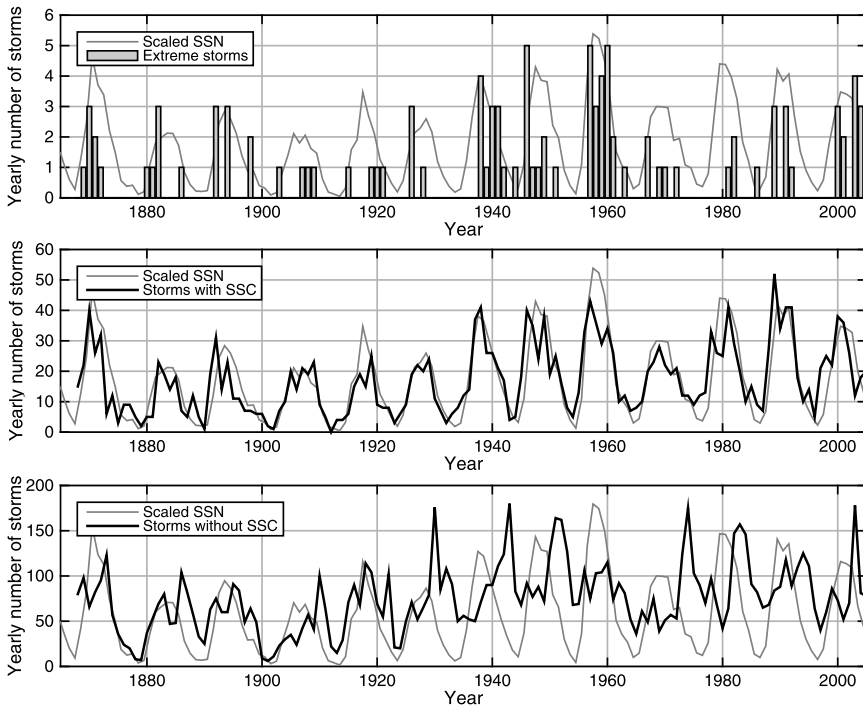 Yearly number of storms
6
5
4
3
2
1
0
Scaled SSN
Extreme storms
1880 1900 1920 1940 1960 1980 2000
Year
Yearly number of storms
60
50
40
30
20
10
0
Scaled SSN
Storms with SSC
1880 1900 1920 1940 1960 1980 2000
Year
Yearly number of storms
200
150
100
50
0
Scaled SSN
Storms without SSC
1880 1900 1920 1940 1960 1980 2000
Year